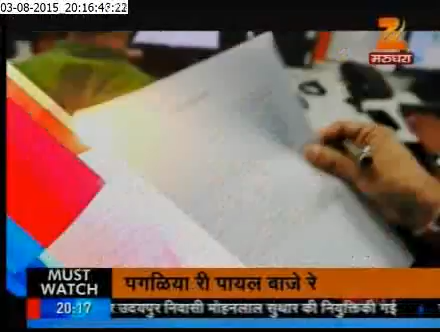 03-08-2015 20:16:43:22
मरुधरा
MUST WATCH
पगळिया री पायल बाजे रे
20:17
र उदयपुर निवासी मोहनलाल सुथार की नियुक्तिकी गई